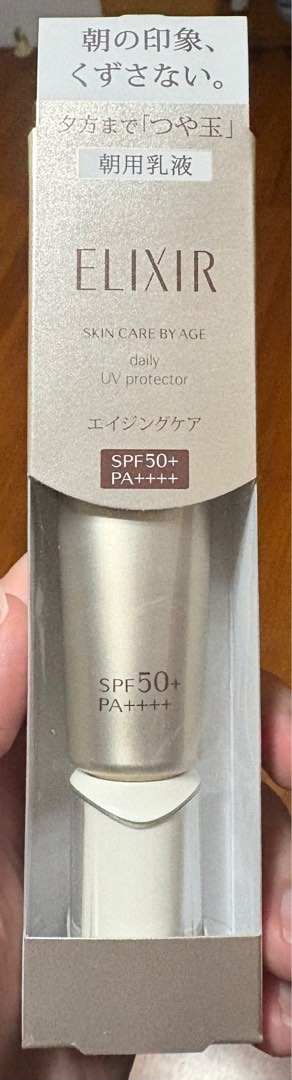 朝の印象、
くずさない。
夕方まで「つや玉」
朝用乳液
ELIXIR
SKIN CARE BY AGE
daily
UV protector
エイジングケア
SPF50+
PA++++
SPF50+
PA++++